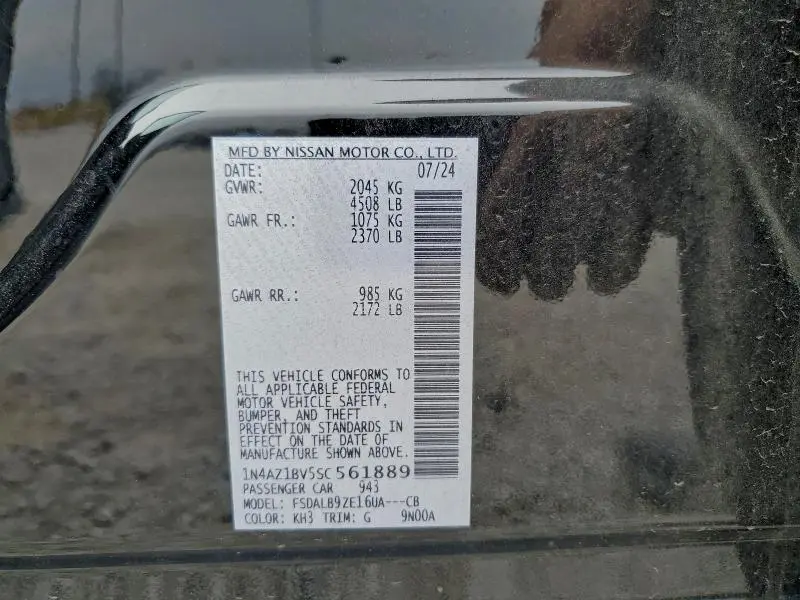 MFD BY NISSAN MOTOR CO., LTD.
DATE: 07/24
GVWR: 2045 KG
4508 LB
GAWR FR.: 1075 KG
2370 LB
GAWR RR.: 985 KG
2172 LB
THIS VEHICLE CONFORMS TO
ALL APPLICABLE FEDERAL
MOTOR VEHICLE SAFETY,
BUMPER, AND THEFT
PREVENTION STANDARDS IN
EFFECT ON THE DATE OF
MANUFACTURE SHOWN ABOVE.
1N4AZ1BV5SC561889
PASSENGER CAR 943
MODEL: FSDALB9ZE16UA---CB
COLOR: KH3 TRIM: G 9N00A